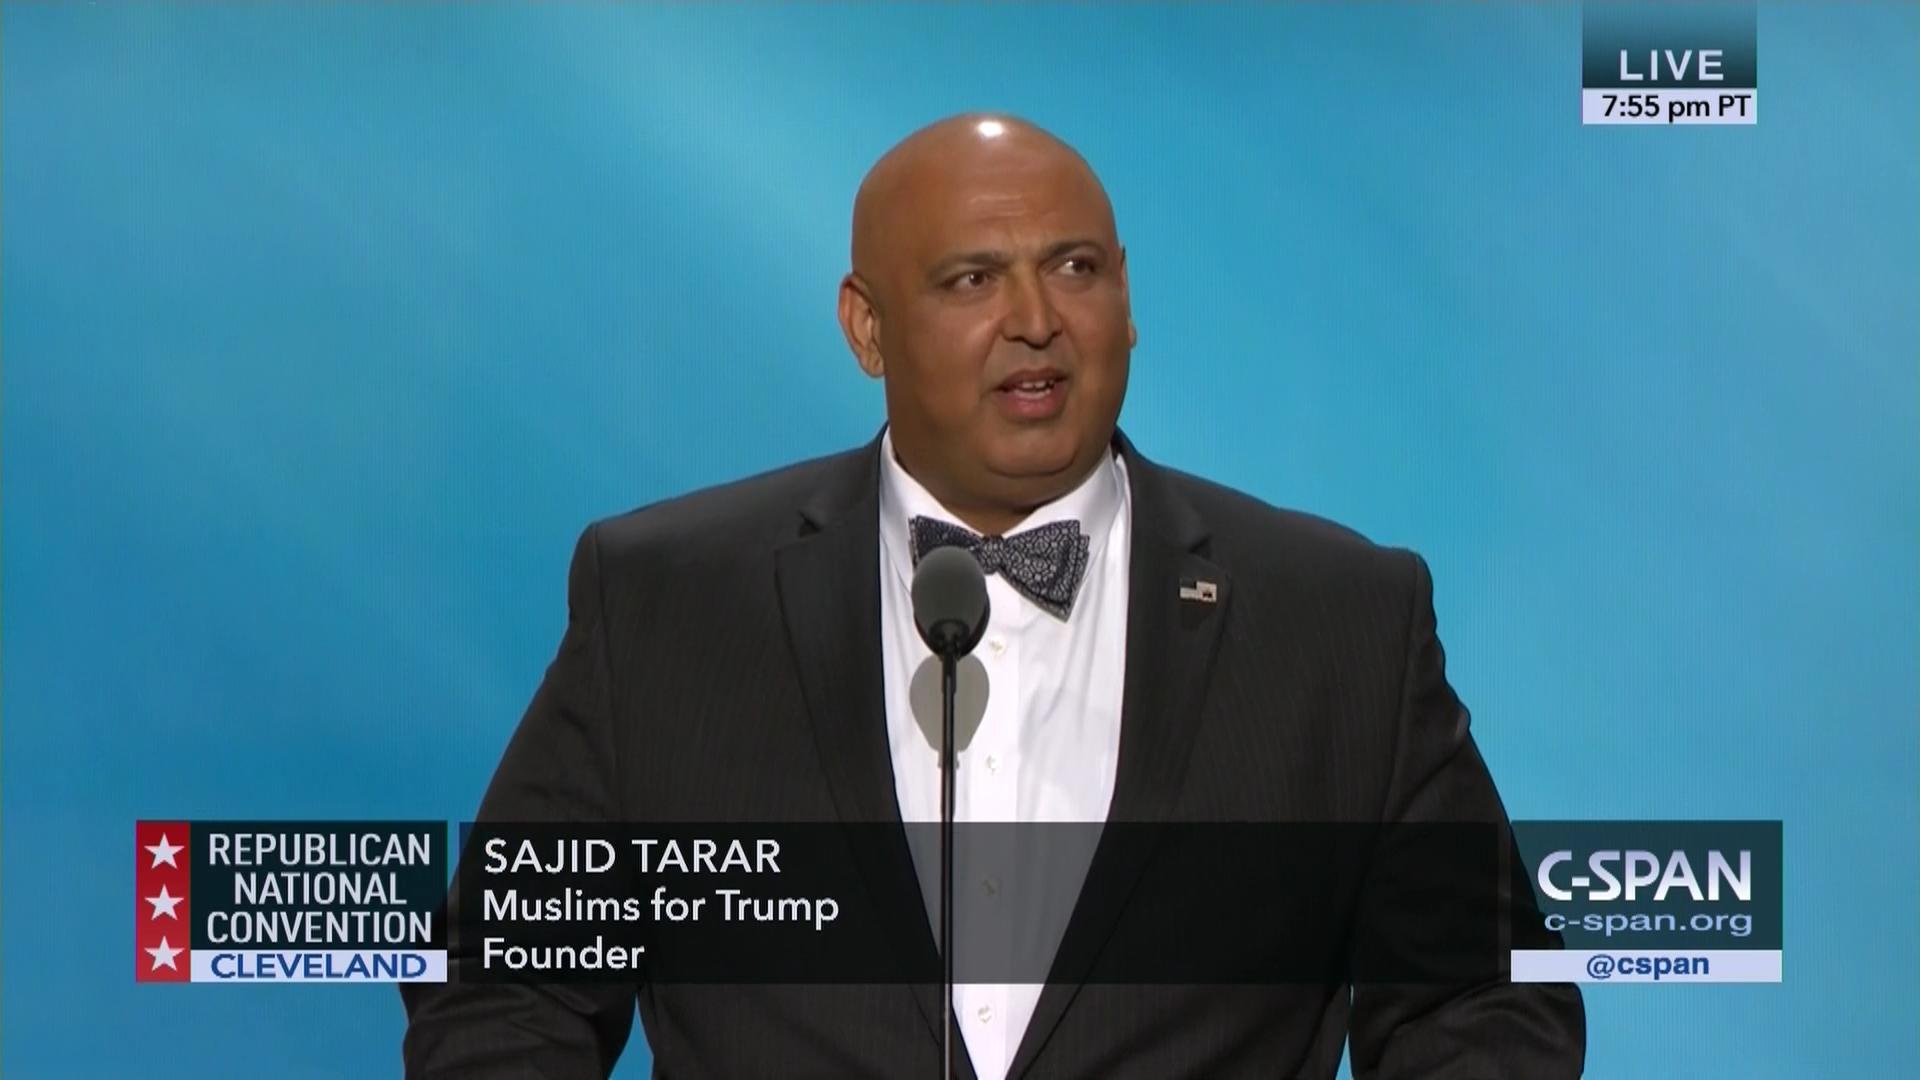 LIVE
7:55 pm PT
REPUBLICAN
NATIONAL
CONVENTION
CLEVELAND
SAJID TARAR
Muslims for Trump
Founder
C-SPAN
c-span.org
@cspan